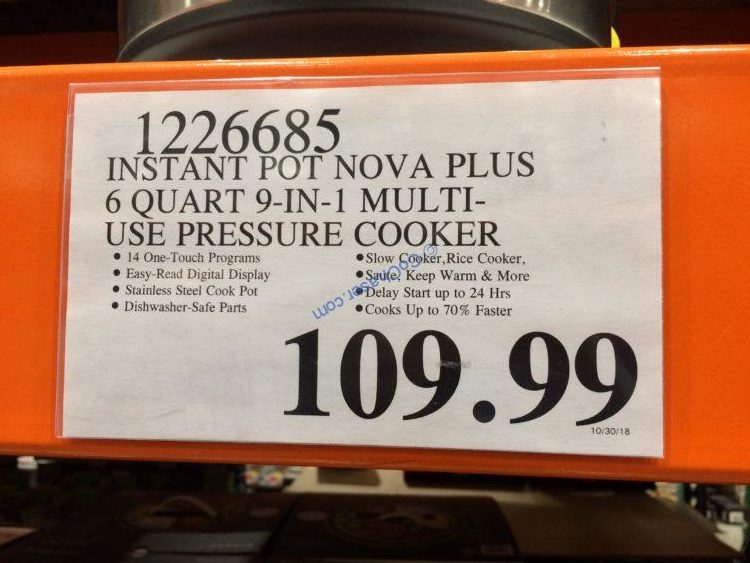 1226685
INSTANT POT NOVA PLUS
6 QUART 9-IN-1 MULTI-
USE PRESSURE COOKER
• 14 One-Touch Programs
• Easy-Read Digital Display
• Stainless Steel Cook Pot
• Dishwasher-Safe Parts
• Slow Cooker,Rice Cooker,
• Saute, Keep Warm & More
• Delay Start up to 24 Hrs
• Cooks Up to 70% Faster
© CoChaser.com
109.99
10/30/18